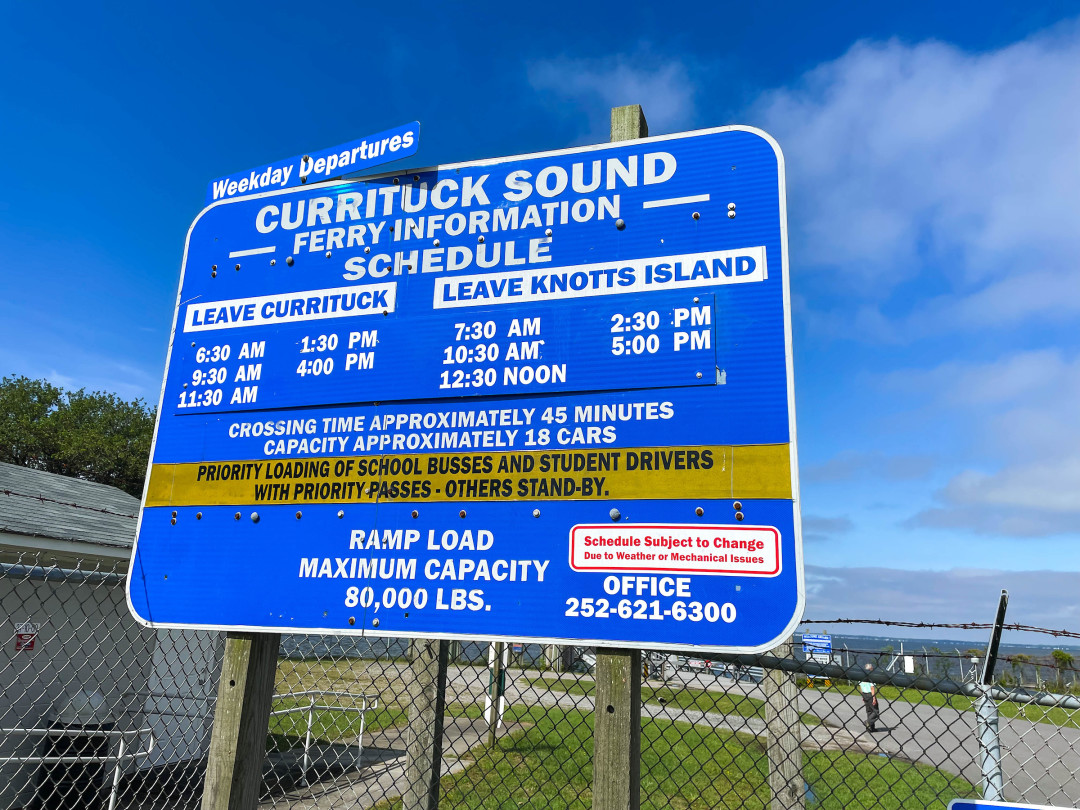 Weekday Departures
CURRITUCK SOUND
FERRY INFORMATION
SCHEDULE
LEAVE CURRITUCK
6:30 AM 1:30 PM
9:30 AM 4:00 PM
11:30 AM
LEAVE KNOTTS ISLAND
7:30 AM 2:30 PM
10:30 AM 5:00 PM
12:30 NOON
CROSSING TIME APPROXIMATELY 45 MINUTES
CAPACITY APPROXIMATELY 18 CARS
PRIORITY LOADING OF SCHOOL BUSSES AND STUDENT DRIVERS
WITH PRIORITY PASSES - OTHERS STAND-BY.
RAMP LOAD
MAXIMUM CAPACITY
80,000 LBS.
Schedule Subject to Change
Due to Weather or Mechanical Issues
OFFICE
252-621-6300